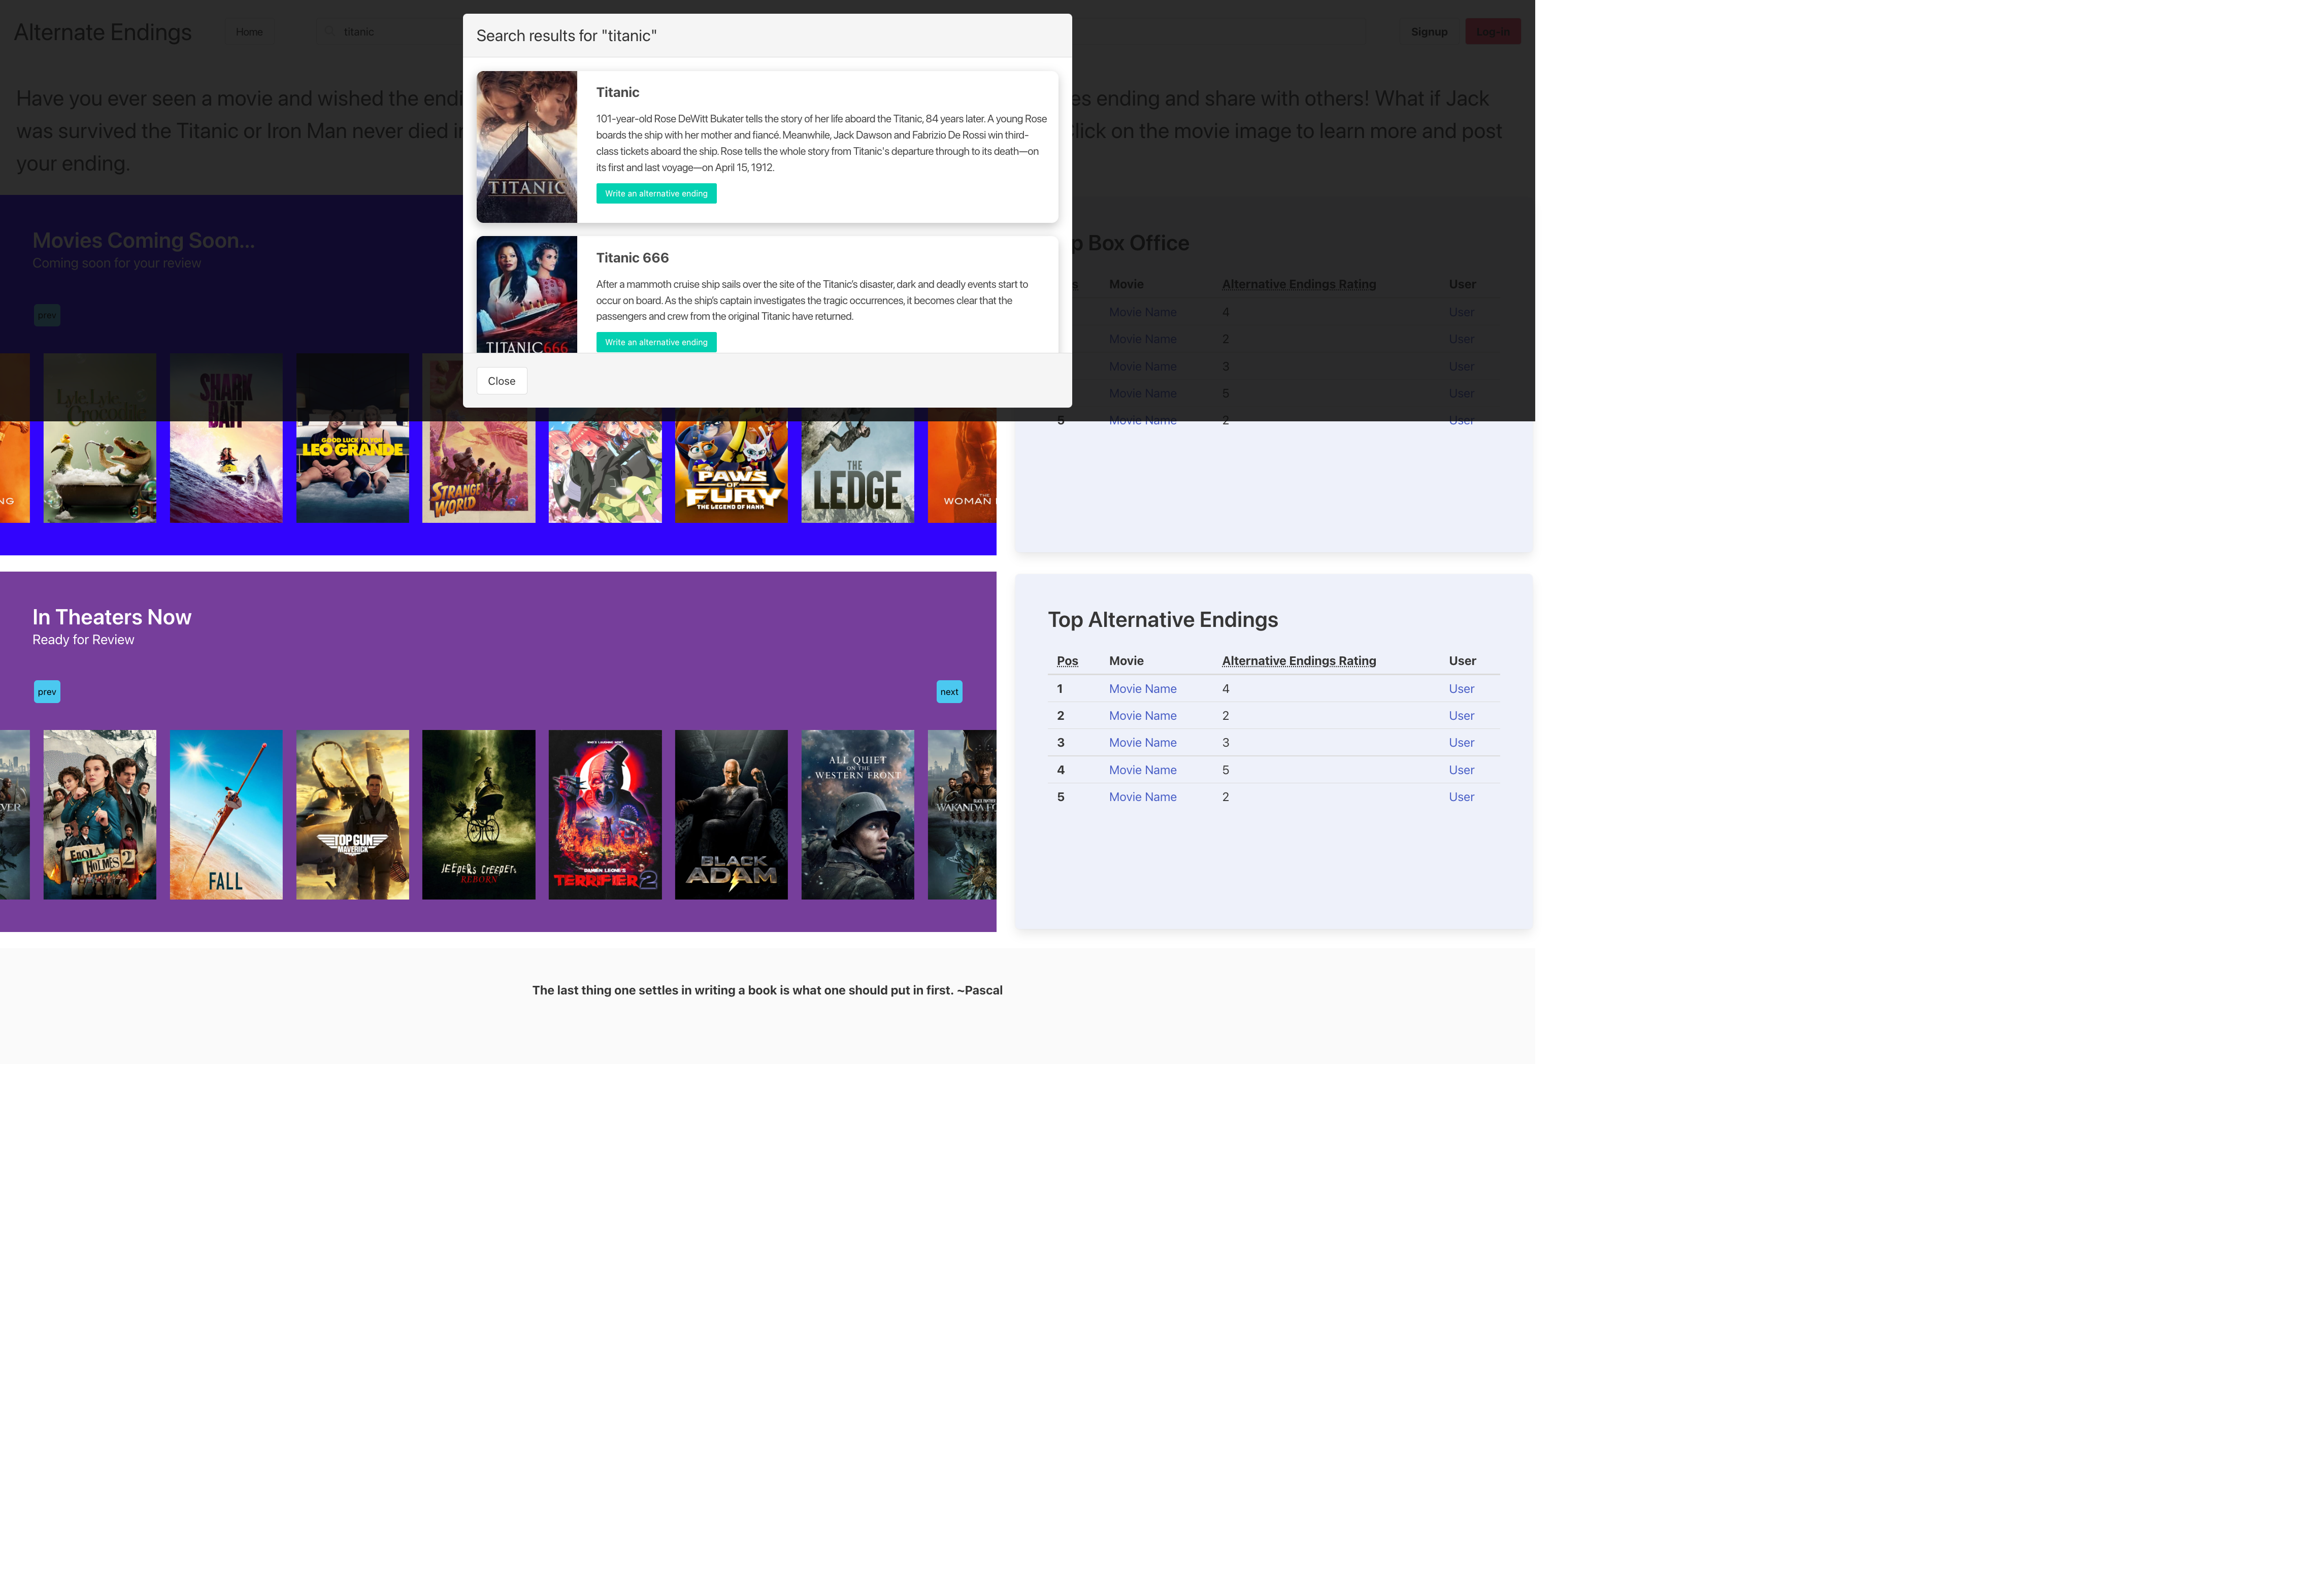 Alternate Endings
Home
titanic
Signup
Log-In
Search results for "titanic"
Have you ever seen a movie and wished the endi
es ending and share with others! What if Jack
was survived the Titanic or Iron Man never died i
lick on the movie image to learn more and post
your ending.
Titanic
101-year-old Rose DeWitt Bukater tells the story of her life aboard the Titanic, 84 years later. A young Rose
boards the ship with her mother and fiancé. Meanwhile, Jack Dawson and Fabrizio De Rossi win third-
class tickets aboard the ship. Rose tells the whole story from Titanic's departure through to its death—on
its first and last voyage—on April 15, 1912.
Write an alternative ending
TITANIC
Titanic 666
After a mammoth cruise ship sails over the site of the Titanic's disaster, dark and deadly events start to
occur on board. As the ship's captain investigates the tragic occurrences, it becomes clear that the
passengers and crew from the original Titanic have returned.
Write an alternative ending
TITANIC666
Close
Movies Coming Soon...
Coming soon for your review
prev
NG
Lyle, Lyle
Crocodile
SHARK
BAIT
GOOD LUCK TO YOU,
LEO GRANDE
STRANGE
WORLD
PAWS
OF
FURY
THE LEGEND OF HANK
THE
LEDGE
THE
WOMAN
p Box Office
s Movie Alternative Endings Rating User
Movie Name 4 User
Movie Name 2 User
Movie Name 3 User
Movie Name 5 User
5 Movie Name 2 User
In Theaters Now
Ready for Review
prev
next
VER
ENOLA
HOLMES 2
FALL
TOPGUN
MAVERICK
JEEPERS CREEPERS
REBORN
DAMIEN LEONE'S
TERRIFIER 2
BLACK
ADAM
ALL QUIET
ON THE
WESTERN FRONT
BLACK PANTHER
WAKANDA FO
Top Alternative Endings
Pos Movie Alternative Endings Rating User
1 Movie Name 4 User
2 Movie Name 2 User
3 Movie Name 3 User
4 Movie Name 5 User
5 Movie Name 2 User
The last thing one settles in writing a book is what one should put in first. ~Pascal